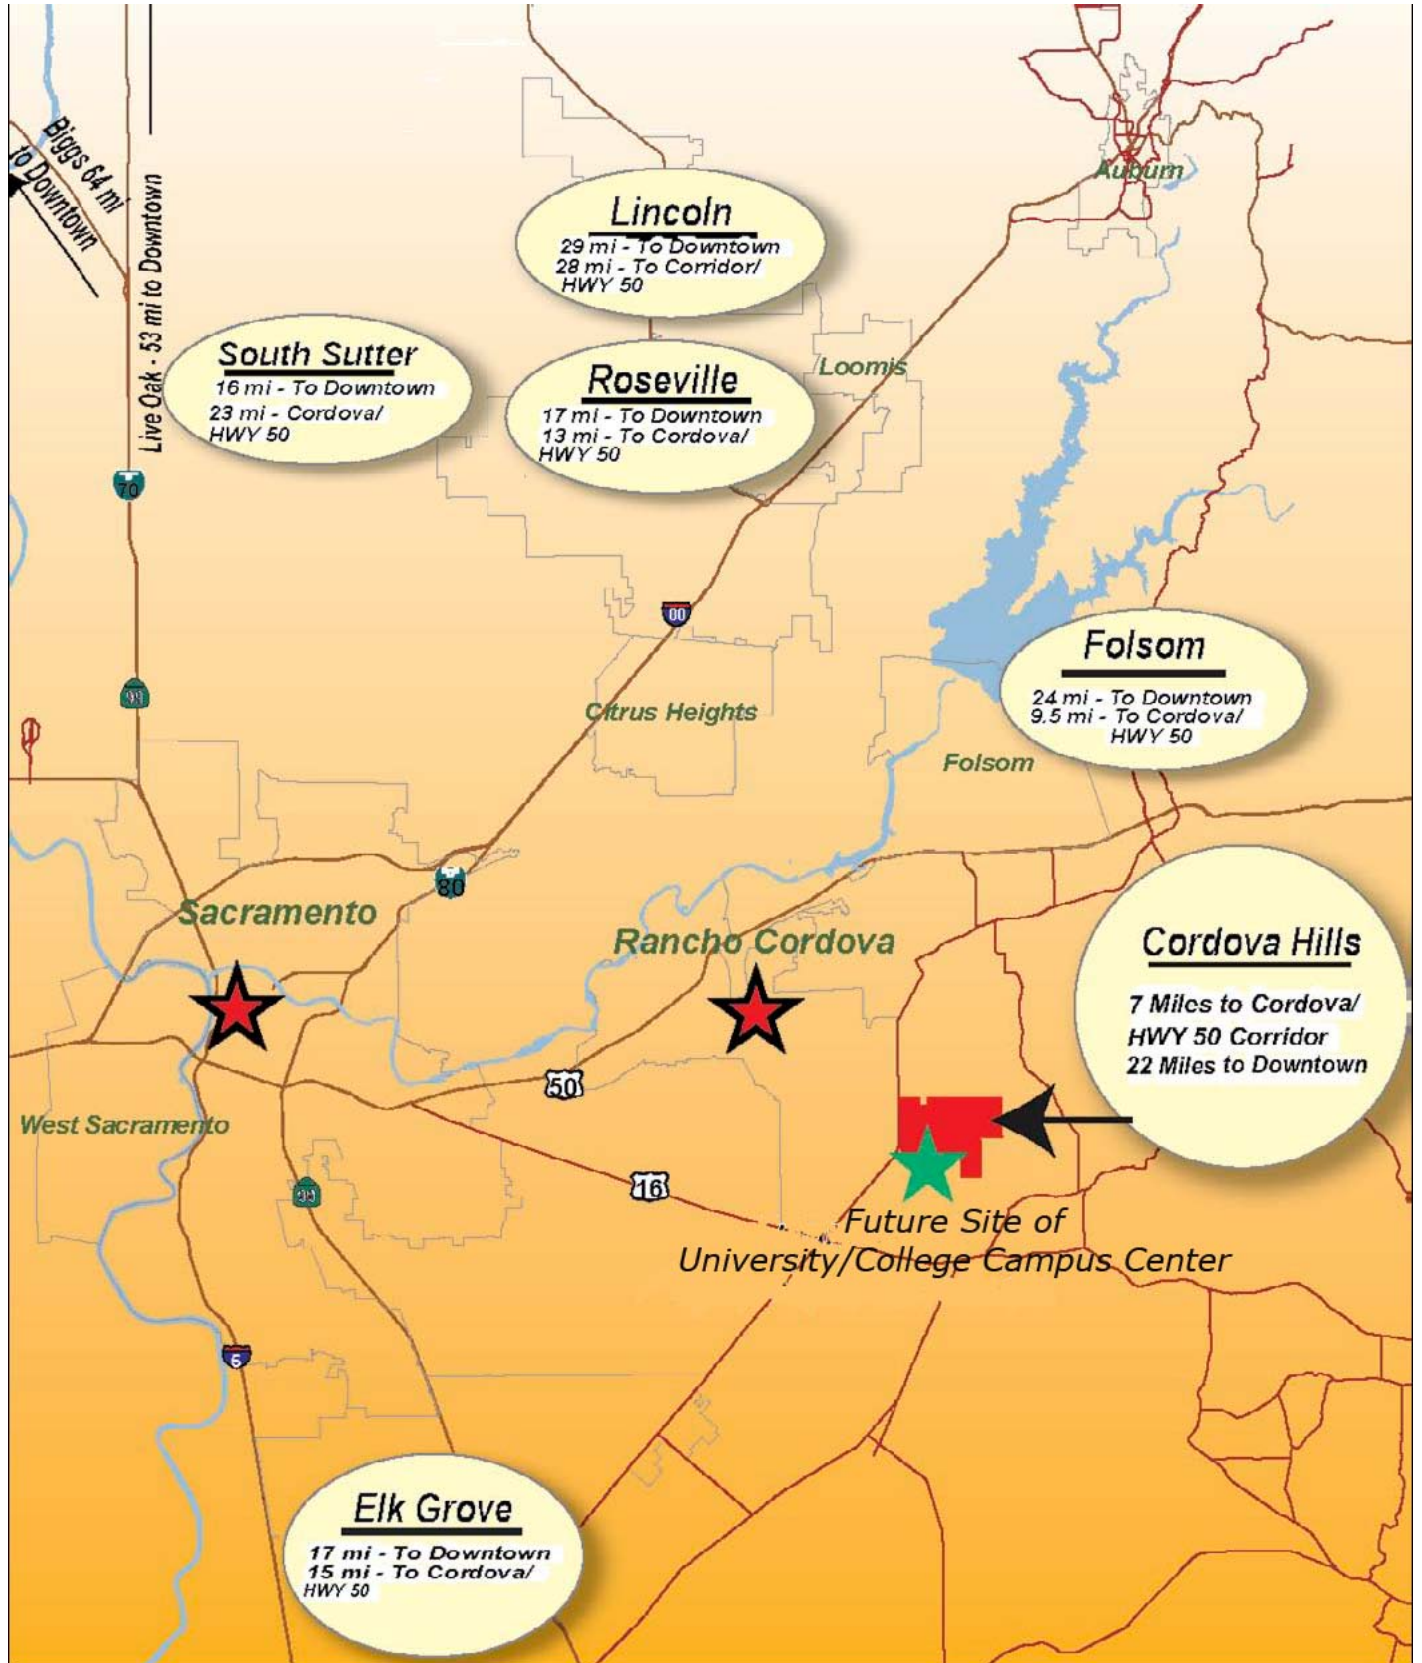 Biggs 64 mi
to Downtown
Live Oak - 53 mi to Downtown
Auburn
Lincoln
29 mi - To Downtown
28 mi - To Corridor/
HWY 50
South Sutter
16 mi - To Downtown
23 mi - Cordova/
HWY 50
Roseville
17 mi - To Downtown
13 mi - To Cordova/
HWY 50
Loomis
70
Folsom
24 mi - To Downtown
9.5 mi - To Cordova/
HWY 50
Citrus Heights
Folsom
80
Sacramento
Rancho Cordova
Cordova Hills
7 Miles to Cordova/
HWY 50 Corridor
22 Miles to Downtown
50
West Sacramento
16
Future Site of
University/College Campus Center
Elk Grove
17 mi - To Downtown
15 mi - To Cordova/
HWY 50